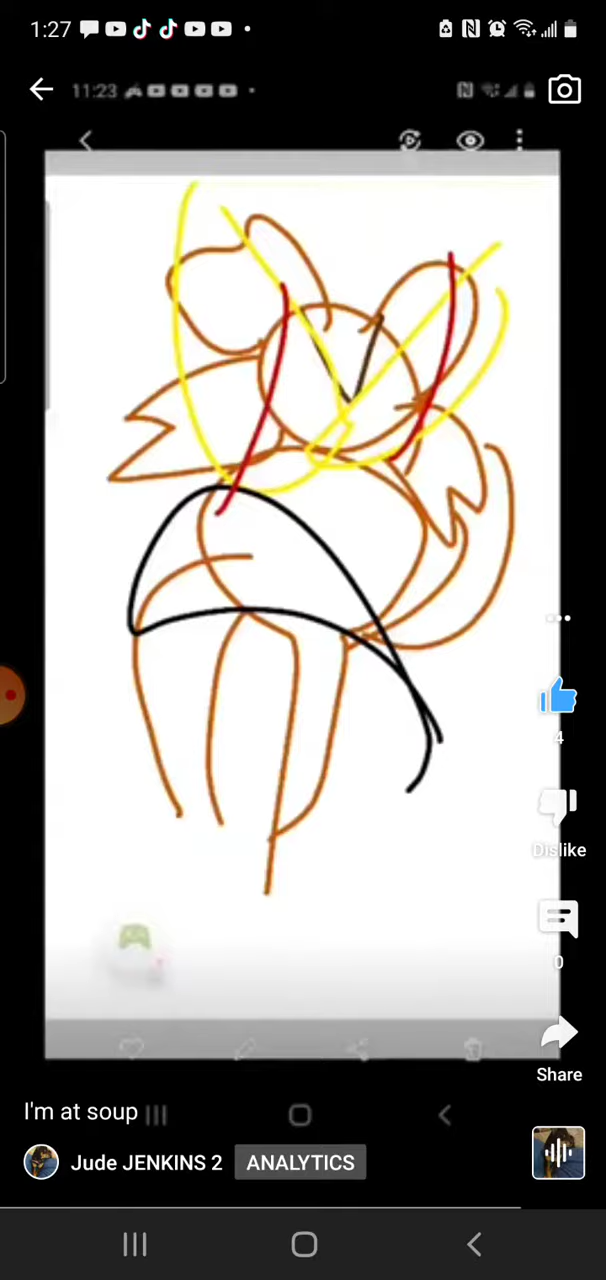 1:27
11:23
4
Dislike
0
Share
I'm at soup
Jude JENKINS 2 ANALYTICS